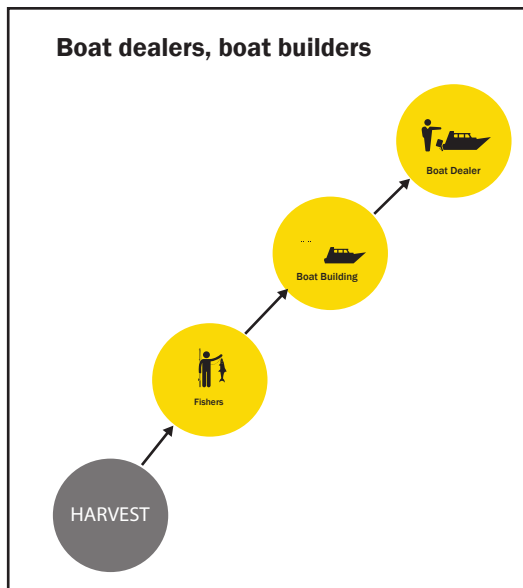 Boat dealers, boat builders
Boat Dealer
Boat Building
Fishers
HARVEST